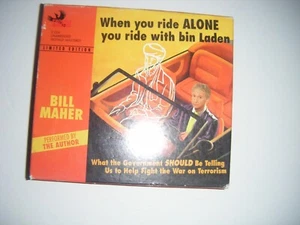 LIMITED EDITION
When you ride ALONE
you ride with bin Laden
BILL
MAHER
PERFORMED BY
THE AUTHOR
What the Government SHOULD Be Telling
Us to Help Fight the War on Terrorism